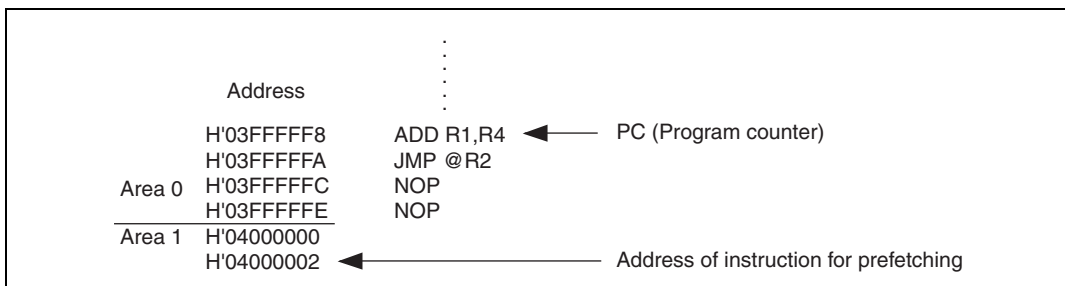 Address
H'03FFFFF8 ADD R1,R4 PC (Program counter)
H'03FFFFFA JMP @R2
Area 0 H'03FFFFFC NOP
H'03FFFFFE NOP
Area 1 H'04000000
H'04000002 Address of instruction for prefetching